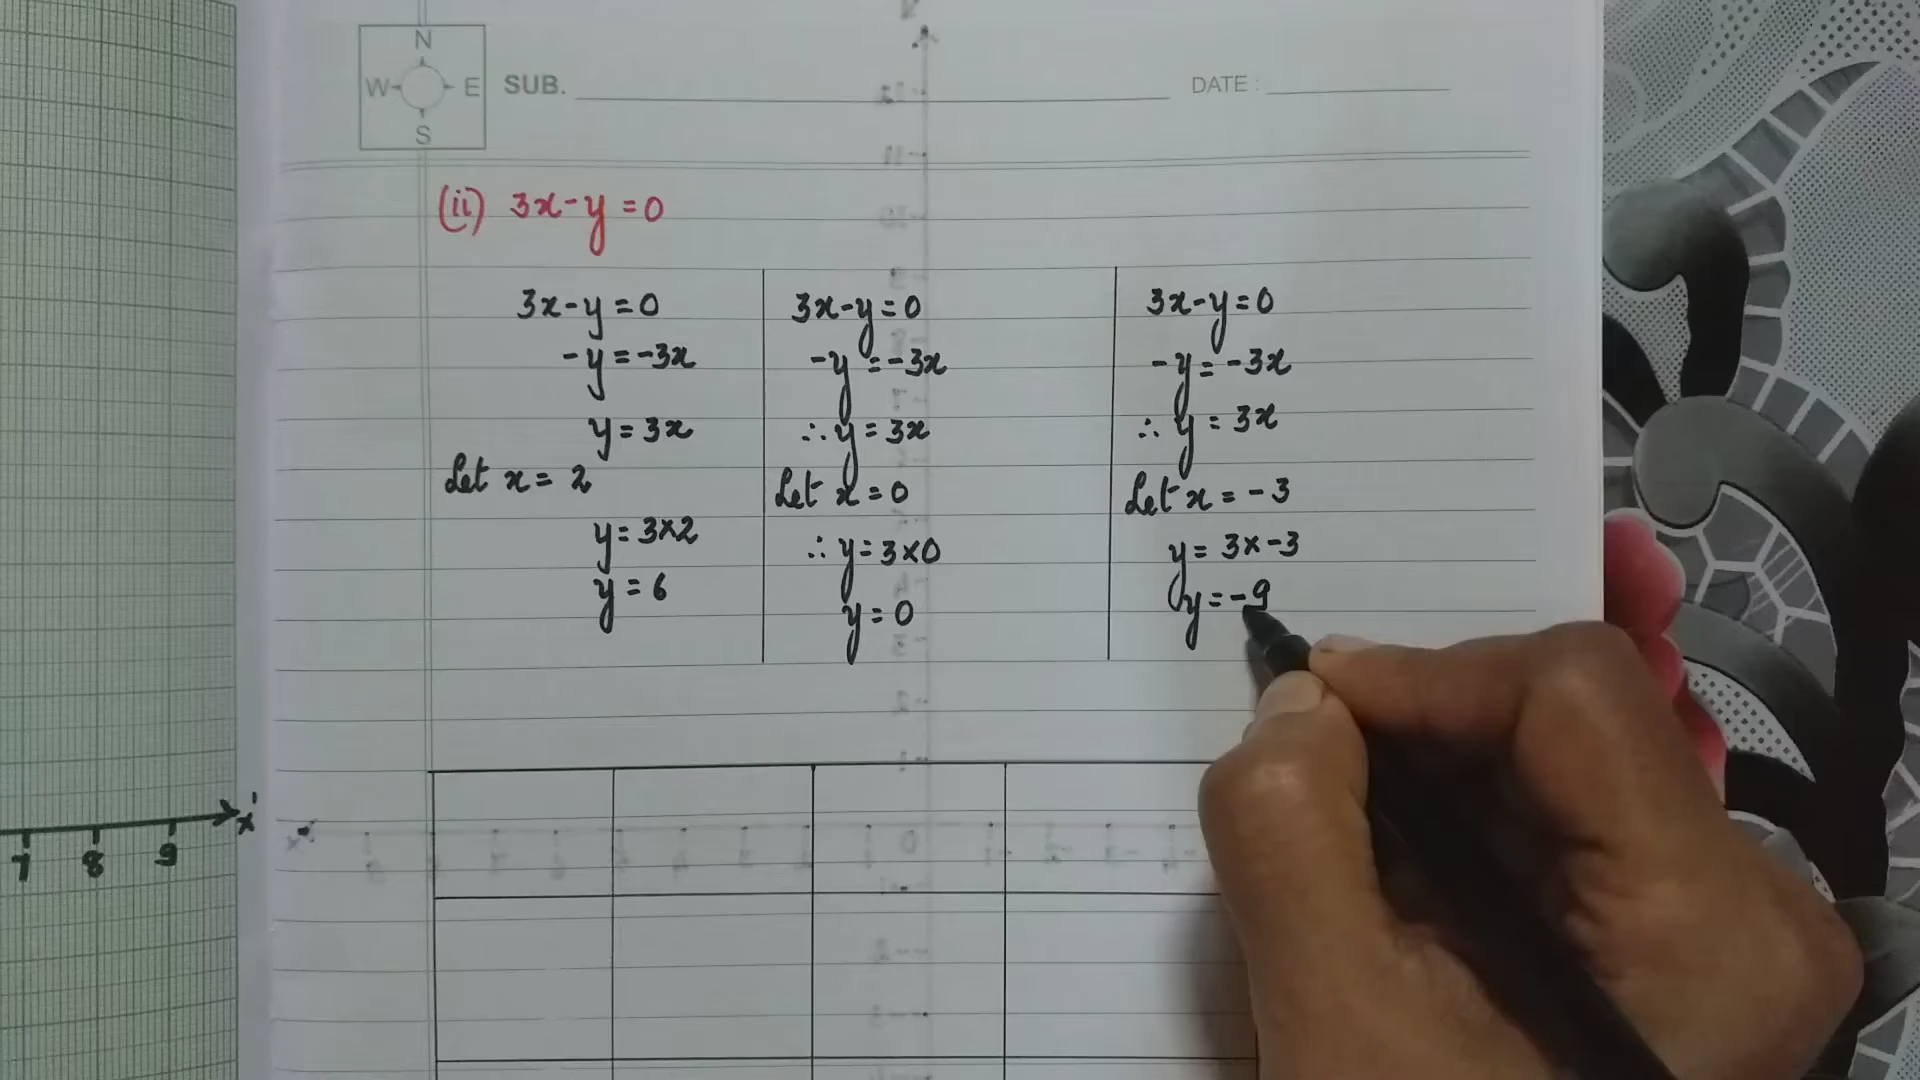 N
W E SUB. DATE :
S
(ii) 3x-y=0
3x-y=0
-y=-3x
y=3x
Let x= 2
y=3×2
y=6
3x-y=0
-y=-3x
∴ y=3x
Let x=0
∴ y=3×0
y=0
3x-y=0
-y=-3x
∴ y=3x
Let x=-3
y=3×-3
y=-9
x'
7 8 9